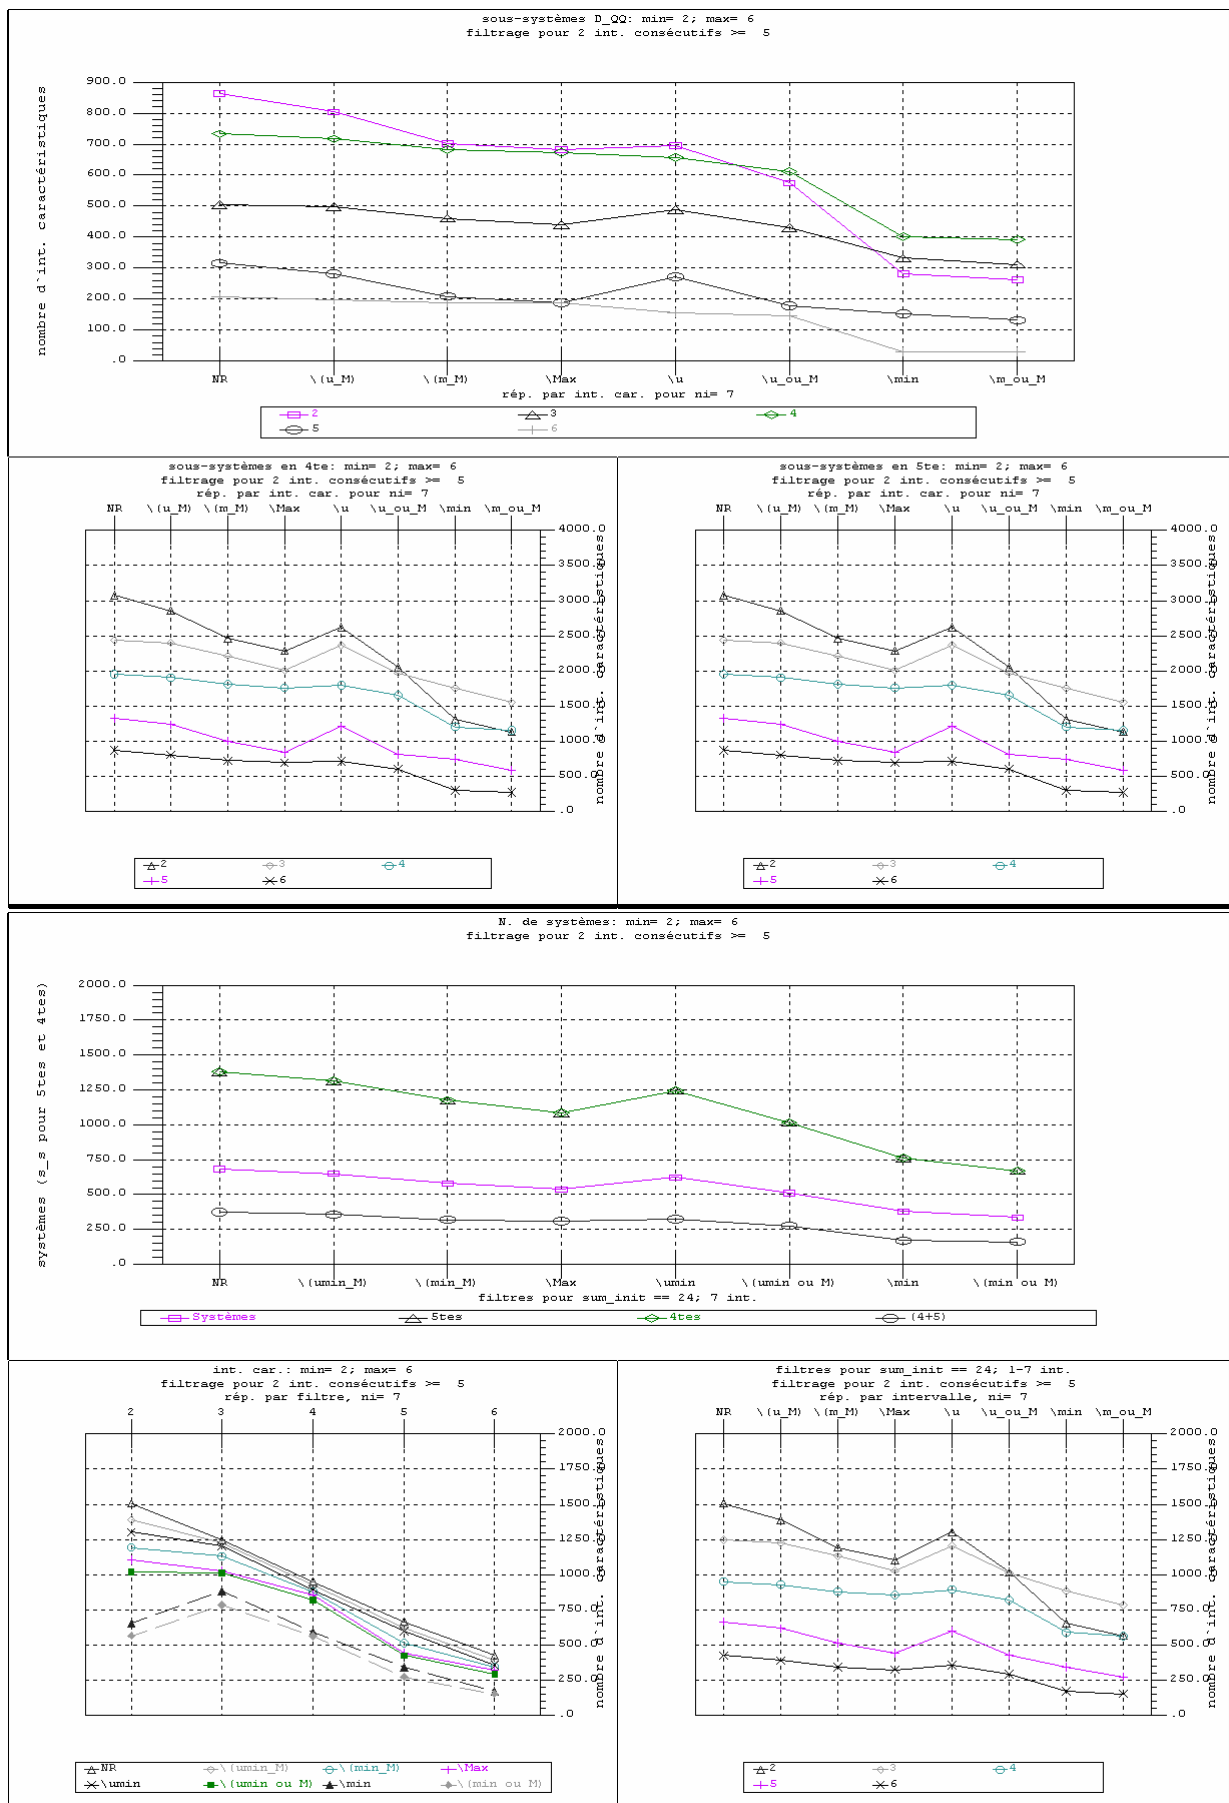 sous-systèmes D_QQ: min= 2; max= 6
filtrage pour 2 int. consécutifs >= 5
nombre d`int. caractéristiques
900.0
800.0
700.0
600.0
500.0
400.0
300.0
200.0
100.0
.0
NR \(u_M) \(m_M) \Max \u \u_ou_M \min \m_ou_M
rép. par int. car. pour ni= 7
2 3 4
5 6
sous-systèmes en 4te: min= 2; max= 6
filtrage pour 2 int. consécutifs >= 5
rép. par int. car. pour ni= 7
NR \(u_M) \(m_M) \Max \u \u_ou_M \min \m_ou_M
4000.0
3500.0
3000.0
2500.0
2000.0
1500.0
1000.0
500.0
.0
nombre d`int. caractéristiques
2 3 4
5 6
sous-systèmes en 5te: min= 2; max= 6
filtrage pour 2 int. consécutifs >= 5
rép. par int. car. pour ni= 7
NR \(u_M) \(m_M) \Max \u \u_ou_M \min \m_ou_M
4000.0
3500.0
3000.0
2500.0
2000.0
1500.0
1000.0
500.0
.0
nombre d`int. caractéristiques
2 3 4
5 6
N. de systèmes: min= 2; max= 6
filtrage pour 2 int. consécutifs >= 5
systèmes (s_s pour 5tes et 4tes)
2000.0
1750.0
1500.0
1250.0
1000.0
750.0
500.0
250.0
.0
NR \(umin_M) \(min_M) \Max \umin \(umin ou M) \min \(min ou M)
filtres pour sum_init == 24; 7 int.
Systèmes 5tes 4tes (4+5)
int. car.: min= 2; max= 6
filtrage pour 2 int. consécutifs >= 5
rép. par filtre, ni= 7
2 3 4 5 6
2000.0
1750.0
1500.0
1250.0
1000.0
750.0
500.0
250.0
.0
nombre d`int. caractéristiques
NR \(umin_M) \(min_M) \Max
\umin \(umin ou M) \min \(min ou M)
filtres pour sum_init == 24; 1-7 int.
filtrage pour 2 int. consécutifs >= 5
rép. par intervalle, ni= 7
NR \(u_M) \(m_M) \Max \u \u_ou_M \min \m_ou_M
2000.0
1750.0
1500.0
1250.0
1000.0
750.0
500.0
250.0
.0
nombre d`int. caractéristiques
2 3 4
5 6